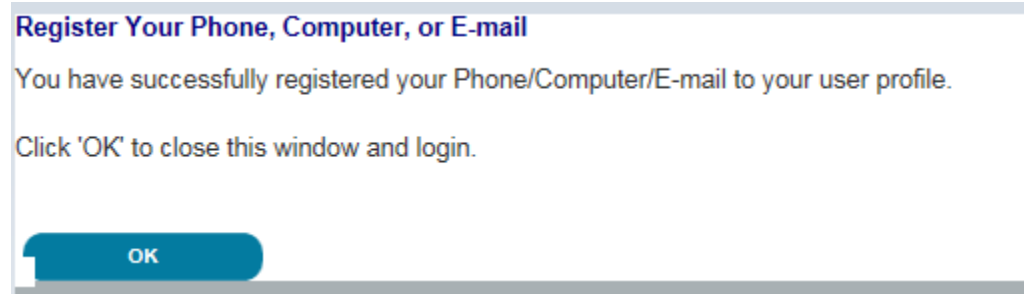 Register Your Phone, Computer, or E-mail
You have successfully registered your Phone/Computer/E-mail to your user profile.
Click 'OK' to close this window and login.
OK